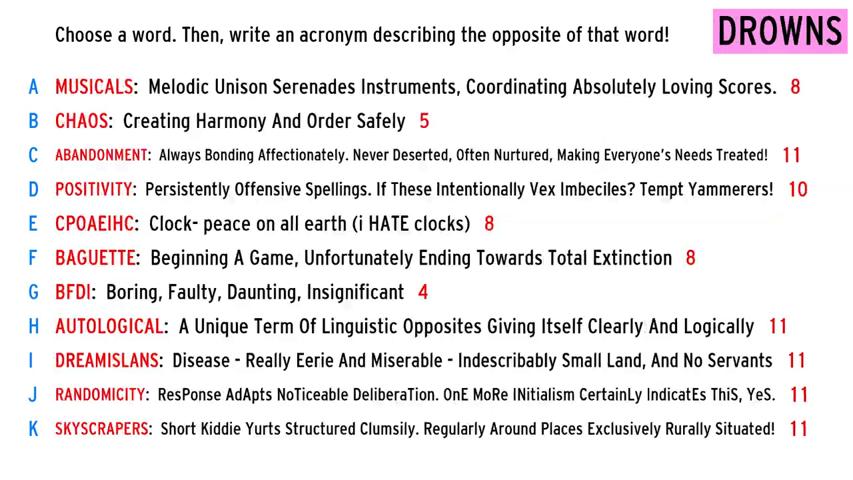 Choose a word. Then, write an acronym describing the opposite of that word!
DROWNS
A MUSICALS: Melodic Unison Serenades Instruments, Coordinating Absolutely Loving Scores. 8
B CHAOS: Creating Harmony And Order Safely 5
C ABANDONMENT: Always Bonding Affectionately. Never Deserted, Often Nurtured, Making Everyone's Needs Treated! 11
D POSITIVITY: Persistently Offensive Spellings. If These Intentionally Vex Imbeciles? Tempt Yammerers! 10
E CPOAEIHC: Clock- peace on all earth (i HATE clocks) 8
F BAGUETTE: Beginning A Game, Unfortunately Ending Towards Total Extinction 8
G BFDI: Boring, Faulty, Daunting, Insignificant 4
H AUTOLOGICAL: A Unique Term Of Linguistic Opposites Giving Itself Clearly And Logically 11
I DREAMISLANS: Disease - Really Eerie And Miserable - Indescribably Small Land, And No Servants 11
J RANDOMICITY: ResPonse AdApts NoTiceable DeliberaTion. OnE MoRe INitialism CertainLy IndicatEs ThiS, YeS. 11
K SKYSCRAPERS: Short Kiddie Yurts Structured Clumsily. Regularly Around Places Exclusively Rurally Situated! 11